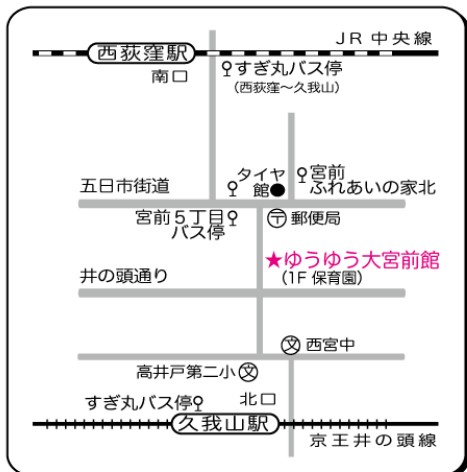 JR中央線
西荻窪駅
南口
すぎ丸バス停
(西荻窪〜久我山)
タイヤ
館
宮前
ふれあいの家北
五日市街道
宮前5丁目
バス停
〒郵便局
★ゆうゆう大宮前館
(1F 保育園)
井の頭通り
文 西宮中
高井戸第二小 文
すぎ丸バス停
北口
久我山駅
京王井の頭線